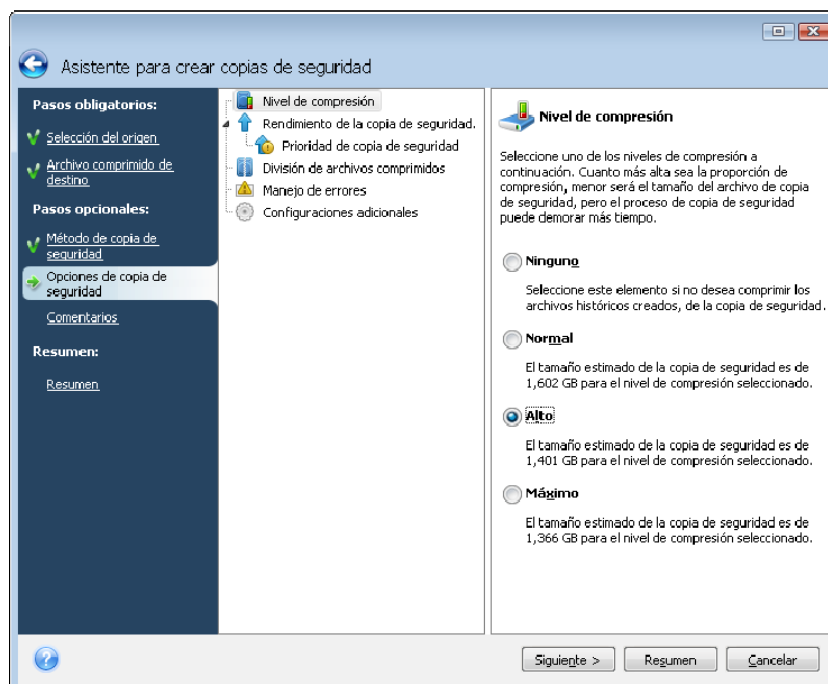 Asistente para crear copias de seguridad
Pasos obligatorios:
Selección del origen
Archivo comprimido de
destino
Pasos opcionales:
Método de copia de
seguridad
Opciones de copia de
seguridad
Comentarios
Resumen:
Resumen
Nivel de compresión
Rendimiento de la copia de seguridad.
Prioridad de copia de seguridad
División de archivos comprimidos
Manejo de errores
Configuraciones adicionales
Nivel de compresión
Seleccione uno de los niveles de compresión a
continuación. Cuanto más alta sea la proporción de
compresión, menor será el tamaño del archivo de copia
de seguridad, pero el proceso de copia de seguridad
puede demorar más tiempo.
Ninguno
Seleccione este elemento si no desea comprimir los
archivos históricos creados, de la copia de seguridad.
Normal
El tamaño estimado de la copia de seguridad es de
1,602 GB para el nivel de compresión seleccionado.
Alto
El tamaño estimado de la copia de seguridad es de
1,401 GB para el nivel de compresión seleccionado.
Máximo
El tamaño estimado de la copia de seguridad es de
1,366 GB para el nivel de compresión seleccionado.
Siguiente >
Resumen
Cancelar